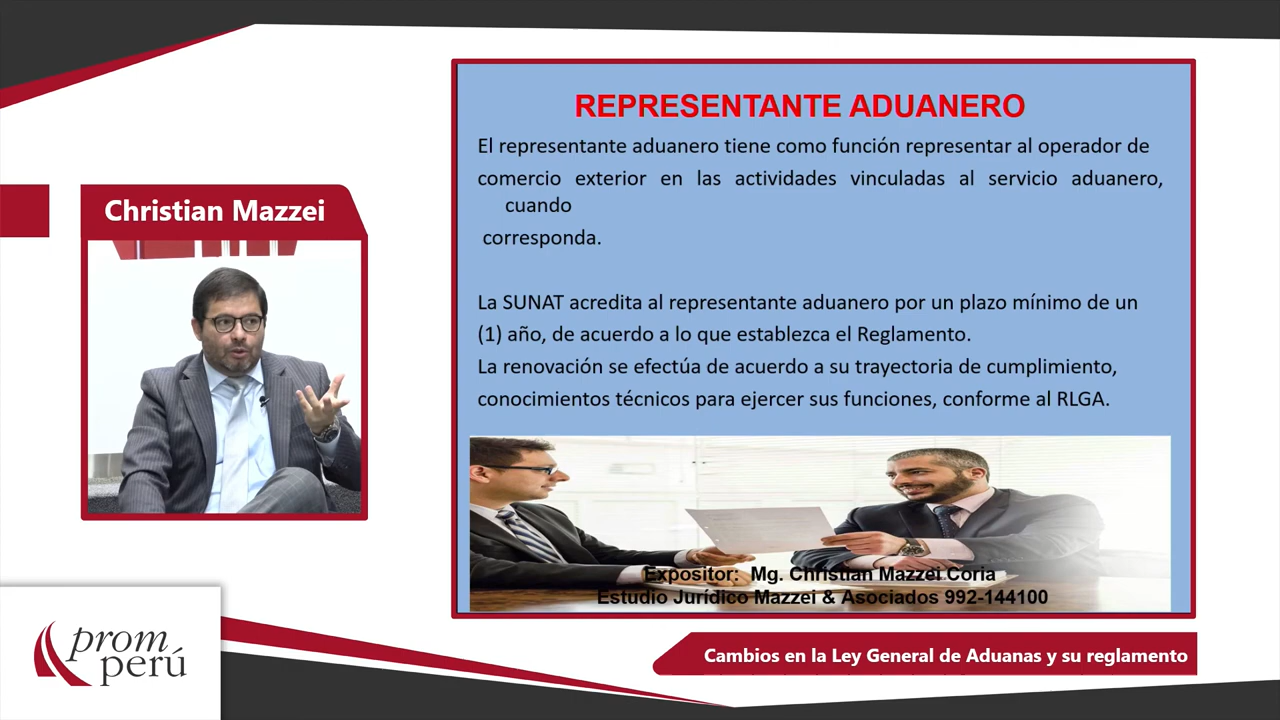 Christian Mazzei
REPRESENTANTE ADUANERO
El representante aduanero tiene como función representar al operador de
comercio exterior en las actividades vinculadas al servicio aduanero,
cuando
corresponda.
La SUNAT acredita al representante aduanero por un plazo mínimo de un
(1) año, de acuerdo a lo que establezca el Reglamento.
La renovación se efectúa de acuerdo a su trayectoria de cumplimiento,
conocimientos técnicos para ejercer sus funciones, conforme al RLGA.
Expositor: Mg. Christian Mazzei Coria
Estudio Jurídico Mazzei & Asociados 992-144100
prom
perú
Cambios en la Ley General de Aduanas y su reglamento